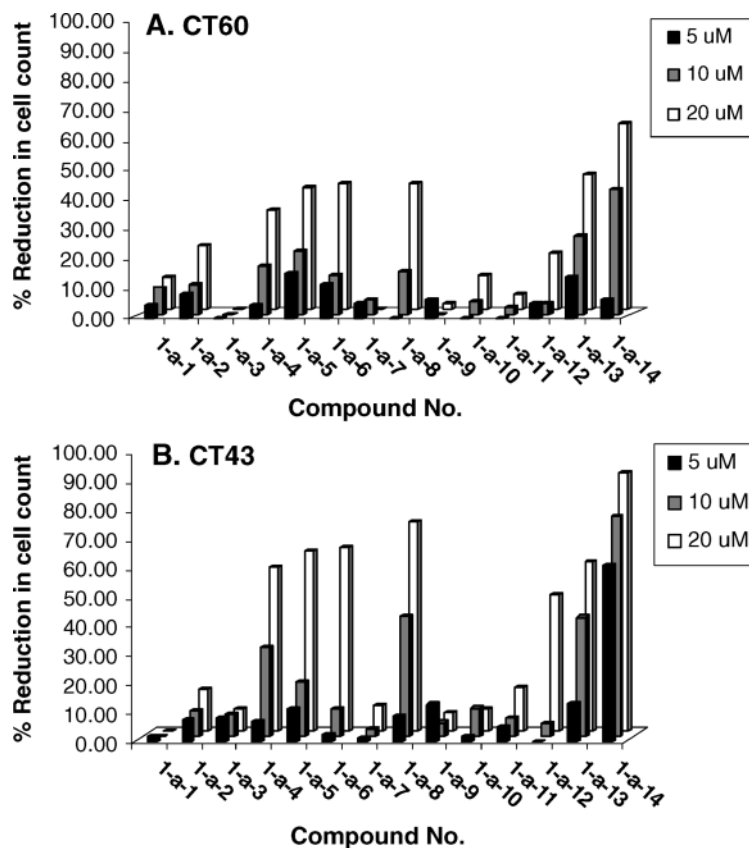 A. CT60
% Reduction in cell count
100.00
90.00
80.00
70.00
60.00
50.00
40.00
30.00
20.00
10.00
0.00
5 uM
10 uM
20 uM
1-a-1
1-a-2
1-a-3
1-a-4
1-a-5
1-a-6
1-a-7
1-a-8
1-a-9
1-a-10
1-a-11
1-a-12
1-a-13
1-a-14
Compound No.
B. CT43
% Reduction in cell count
100.00
90.00
80.00
70.00
60.00
50.00
40.00
30.00
20.00
10.00
0.00
5 uM
10 uM
20 uM
1-a-1
1-a-2
1-a-3
1-a-4
1-a-5
1-a-6
1-a-7
1-a-8
1-a-9
1-a-10
1-a-11
1-a-12
1-a-13
1-a-14
Compound No.